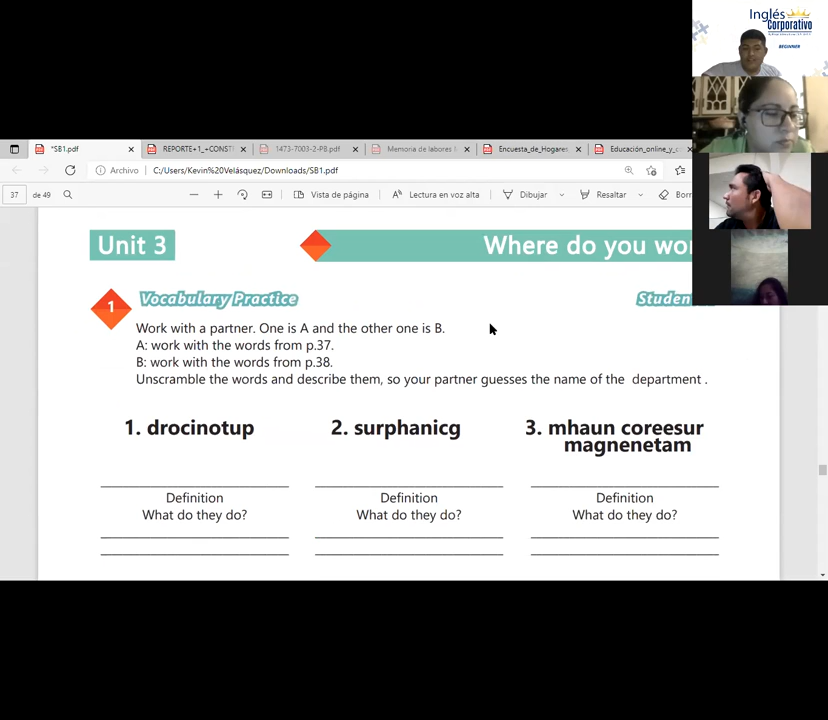 Inglés
Corporativo
BEGINNER
*SB1.pdf
REPORTE+1_+CONST
1473-7003-2-PB.pdf
Memoria de labores
Encuesta_de_Hogares
Educación_online_y_c
Archivo
C:/Users/Kevin%20Velásquez/Downloads/SB1.pdf
37 de 49
Vista de página
Lectura en voz alta
Dibujar
Resaltar
Borr
Unit 3
Where do you wor
1
Vocabulary Practice
Studen
Work with a partner. One is A and the other one is B.
A: work with the words from p.37.
B: work with the words from p.38.
Unscramble the words and describe them, so your partner guesses the name of the department .
1. drocinotup
2. surphanicg
3. mhaun coreesur
magnenetam
Definition
What do they do?
Definition
What do they do?
Definition
What do they do?